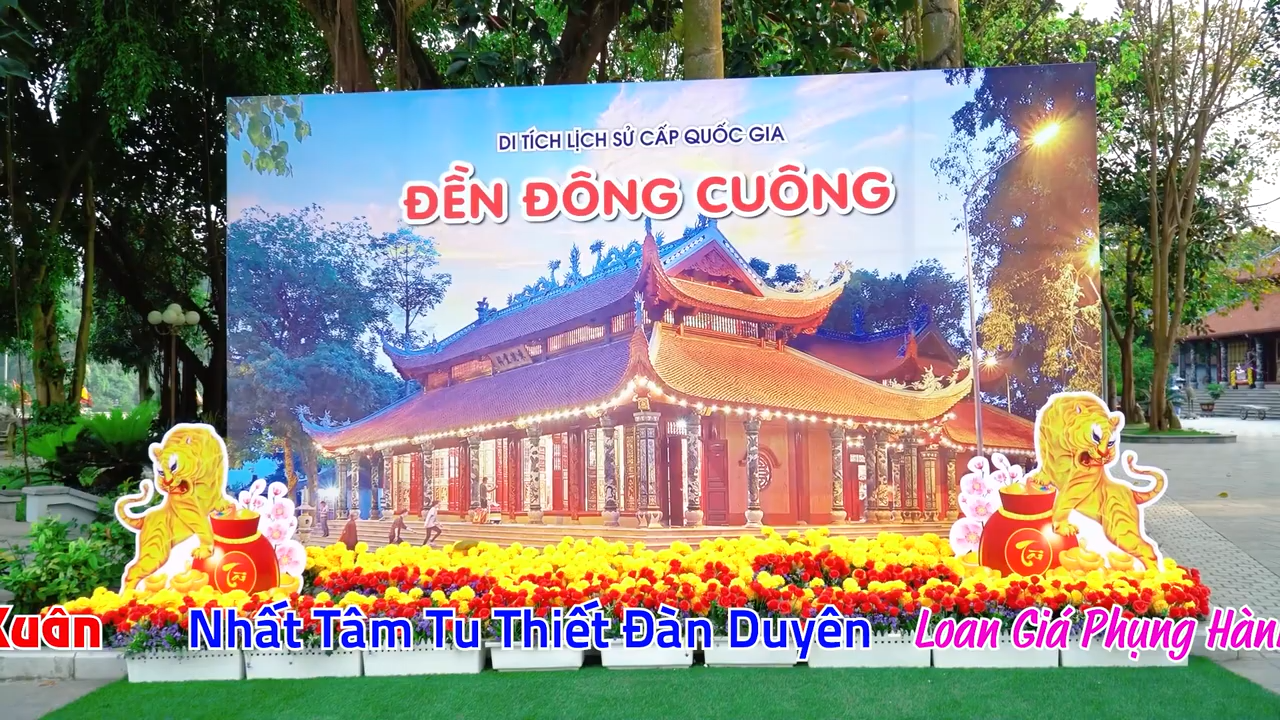 DI TÍCH LỊCH SỬ CẤP QUỐC GIA
ĐỀN ĐÔNG CUÔNG
Tài
Xuân Nhất Tâm Tu Thiết Đàn Duyên Loan Giá Phụng Hàn